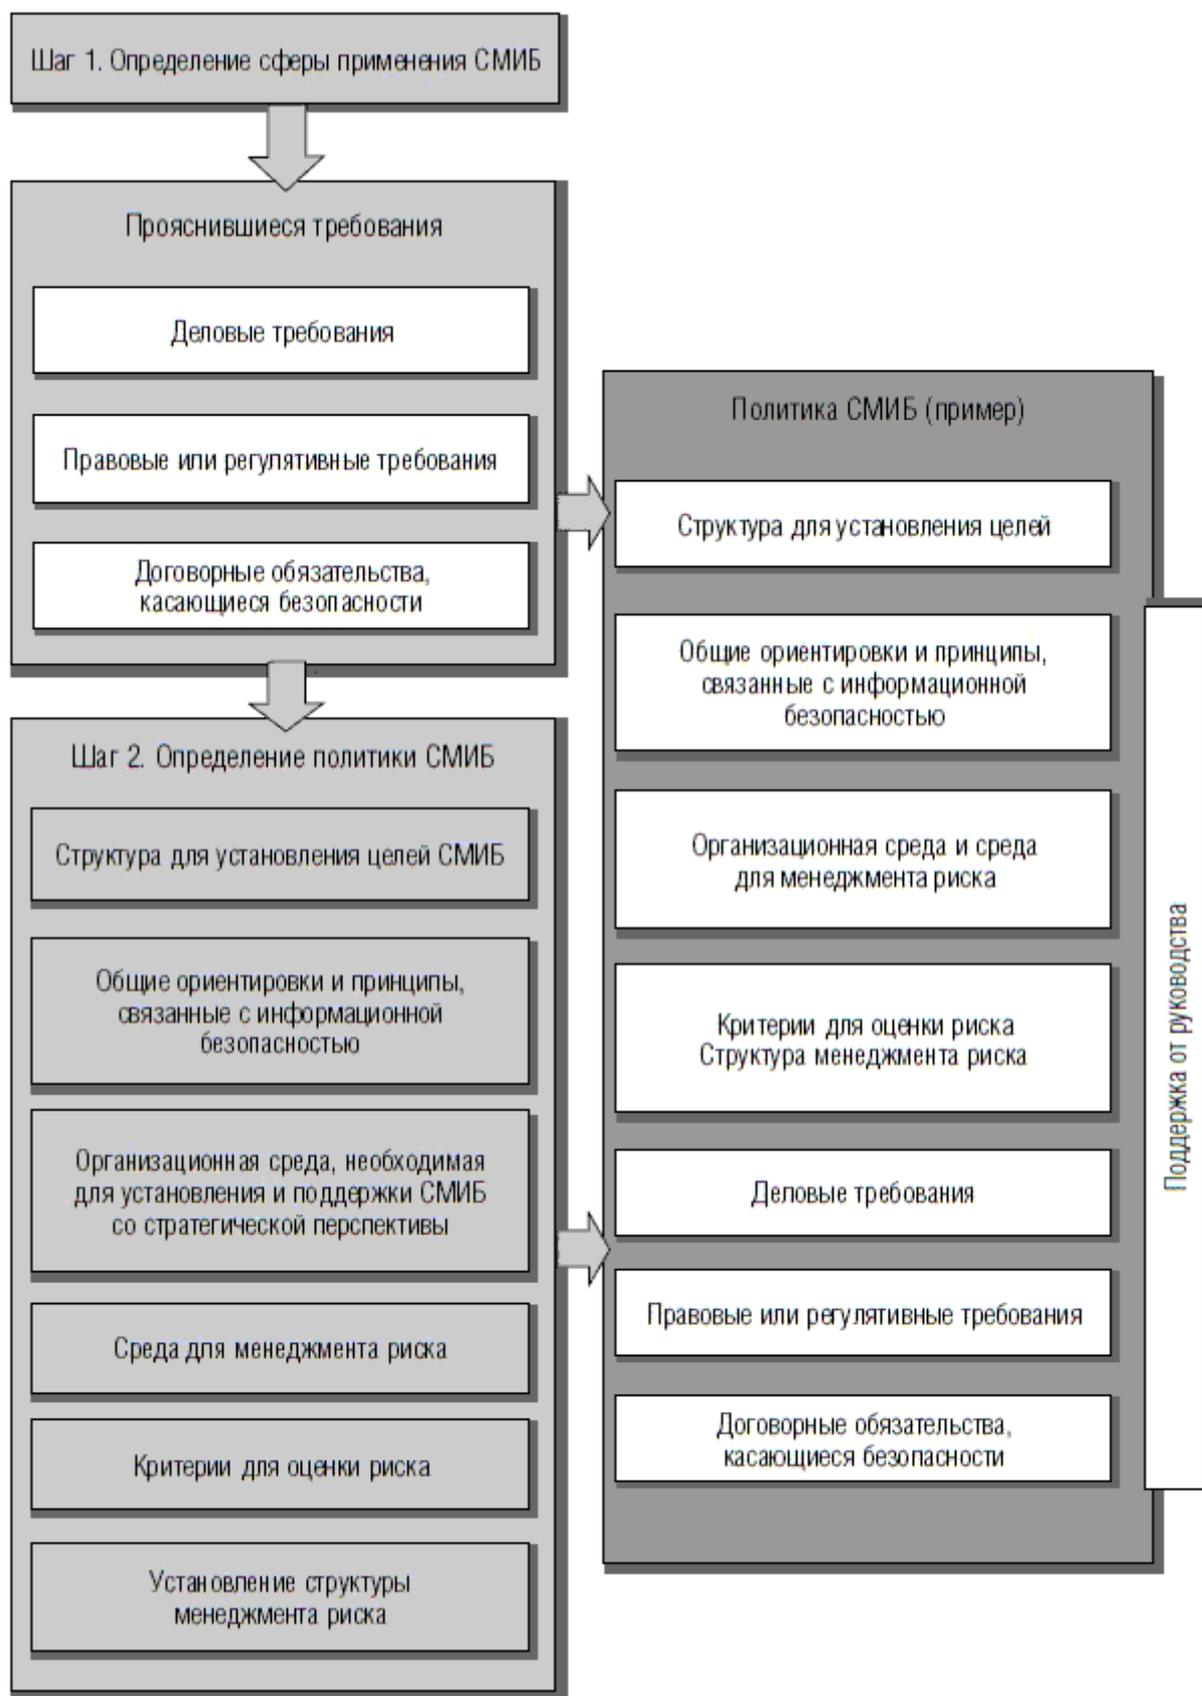 Шаг 1. Определение сферы применения СМИБ
Прояснившиеся требования
Деловые требования
Правовые или регулятивные требования
Договорные обязательства,
касающиеся безопасности
Шаг 2. Определение политики СМИБ
Структура для установления целей СМИБ
Общие ориентировки и принципы,
связанные с информационной
безопасностью
Организационная среда, необходимая
для установления и поддержки СМИБ
со стратегической перспективы
Среда для менеджмента риска
Критерии для оценки риска
Установление структуры
менеджмента риска
Политика СМИБ (пример)
Структура для установления целей
Общие ориентировки и принципы,
связанные с информационной
безопасностью
Организационная среда и среда
для менеджмента риска
Критерии для оценки риска
Структура менеджмента риска
Деловые требования
Правовые или регулятивные требования
Договорные обязательства,
касающиеся безопасности
Поддержка от руководства